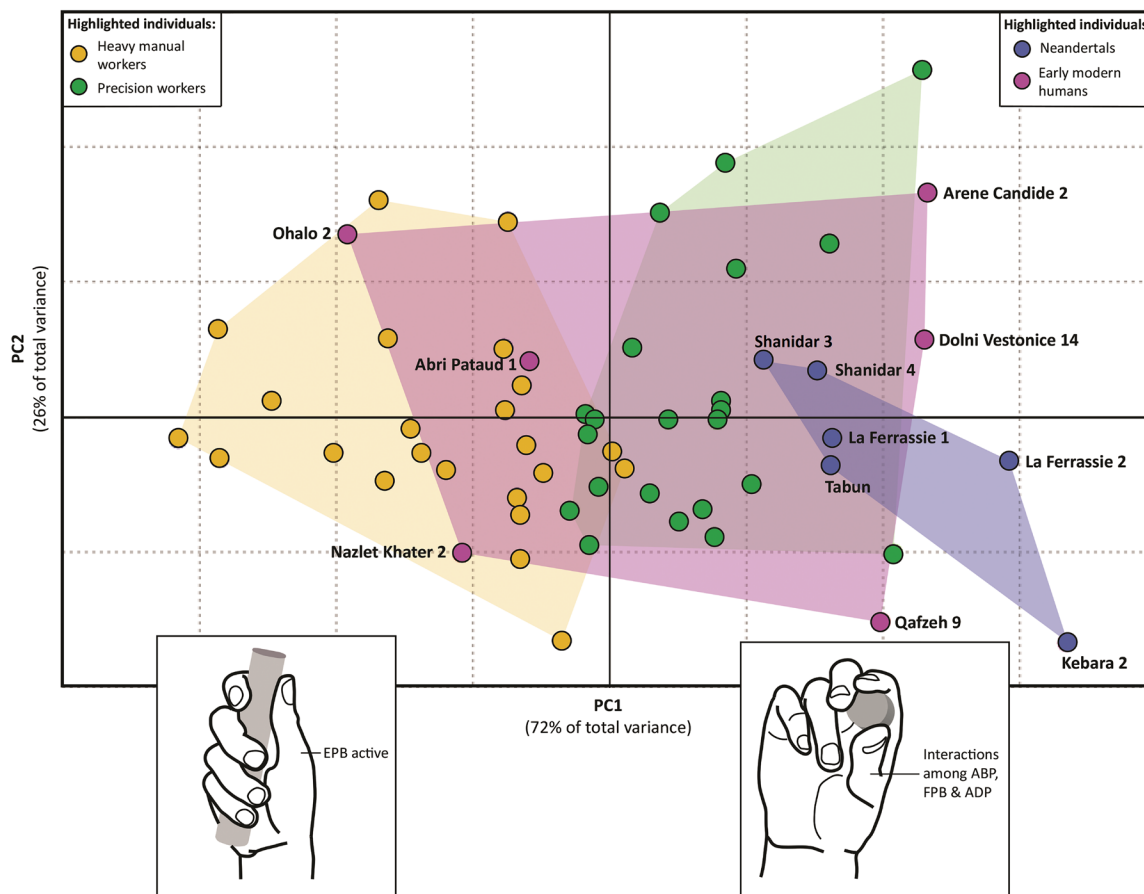 Highlighted individuals:
Heavy manual
workers
Precision workers
Highlighted individuals
Neandertals
Early modern
humans
Arene Candide 2
Ohalo 2
Shanidar 3
Dolni Vestonice 14
Abri Pataud 1
Shanidar 4
PC2
(26% of total variance)
La Ferrassie 1
La Ferrassie 2
Tabun
Nazlet Khater 2
Qafzeh 9
Kebara 2
PC1
(72% of total variance)
EPB active
Interactions
among ABP,
FPB & ADP